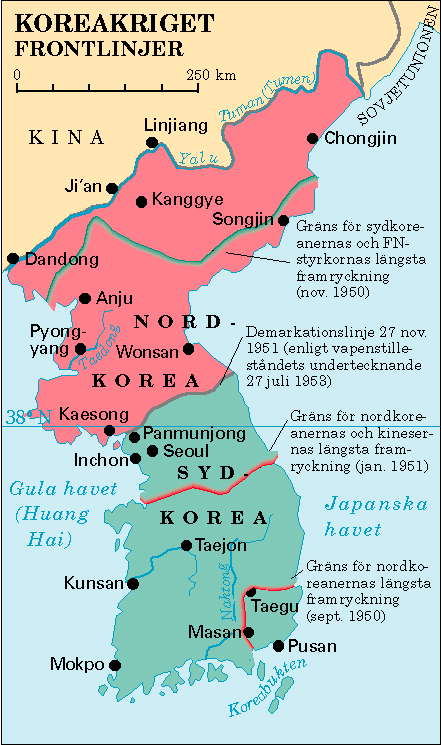 KOREAKRIGET
FRONTLINJER
0 250 km
SOVJETUNIONEN
Tuman (Tumen)
Linjiang
KINA
Yalu
Chongjin
Ji'an
Kanggye
Songjin
Gräns för sydkore-
anernas och FN-
styrkornas längsta
framryckning
(nov. 1950)
Dandong
Anju
NORD-
Pyong-
yang
Taedong
Wonsan
Demarkationslinje 27 nov.
1951 (enligt vapenstille-
ståndets undertecknande
27 juli 1953)
KOREA
38° N
Kaesong
Gräns för nordkore-
anernas och kineser-
nas längsta fram-
ryckning (jan. 1951)
Panmunjong
Seoul
Inchon
SYD-
Gula havet
(Huang
Hai)
Japanska
havet
KOREA
Taejon
Gräns för nordko-
reanernas längsta
framryckning
(sept. 1950)
Kunsan
Naktong
Taegu
Masan
Pusan
Mokpo
Koreabukten